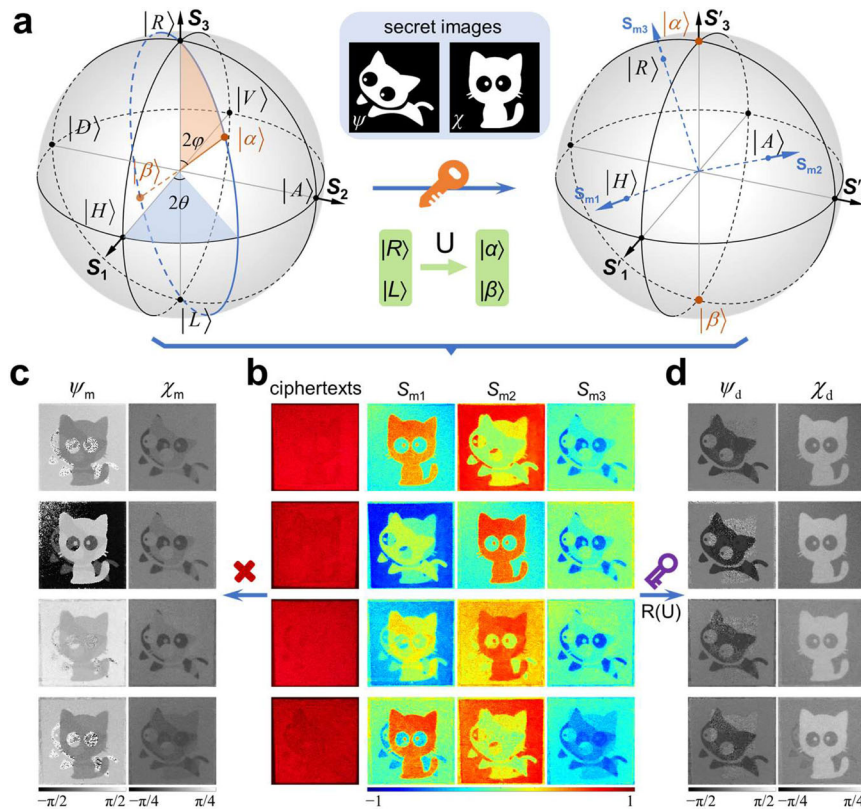 a
|R⟩
S₃
|D⟩
|V⟩
2φ
|α⟩
|β⟩
|H⟩
2θ
|A⟩
S₂
S₁
|L⟩
secret images
ψ
χ
|R⟩
U
|α⟩
|L⟩
|β⟩
S′₃
|α⟩
Sm3
|R⟩
|A⟩
Sm2
|H⟩
Sm1
S′
S′₁
|β⟩
c
ψm
χm
b
ciphertexts
Sm1
Sm2
Sm3
d
ψd
χd
R(U)
−π/2
π/2
−π/4
π/4
−1
1
−π/2
π/2
−π/4
π/4